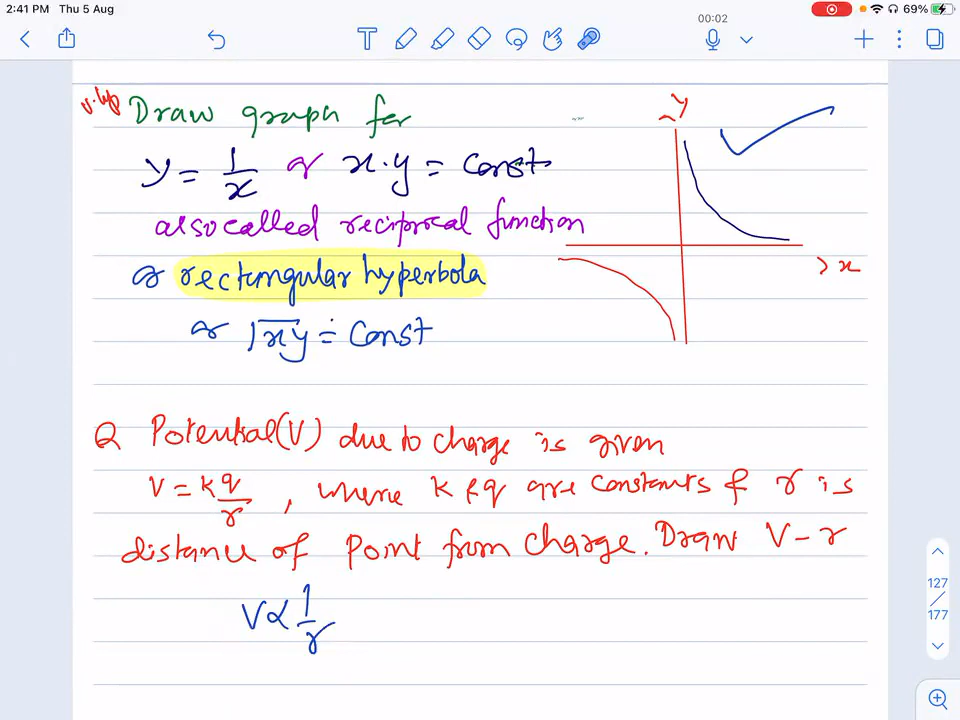 2:41 PM Thu 5 Aug
69%
00:02
T
v.Imp Draw graph for
y = 1/x or x.y = const
also called reciprocal function
or rectangular hyperbola
or √xy = Const
y
x
Q Potential(V) due to charge is given
V = kq/r , where k & q are constants & r is
distance of point from charge. Draw V-r
V ∝ 1/r
127
177